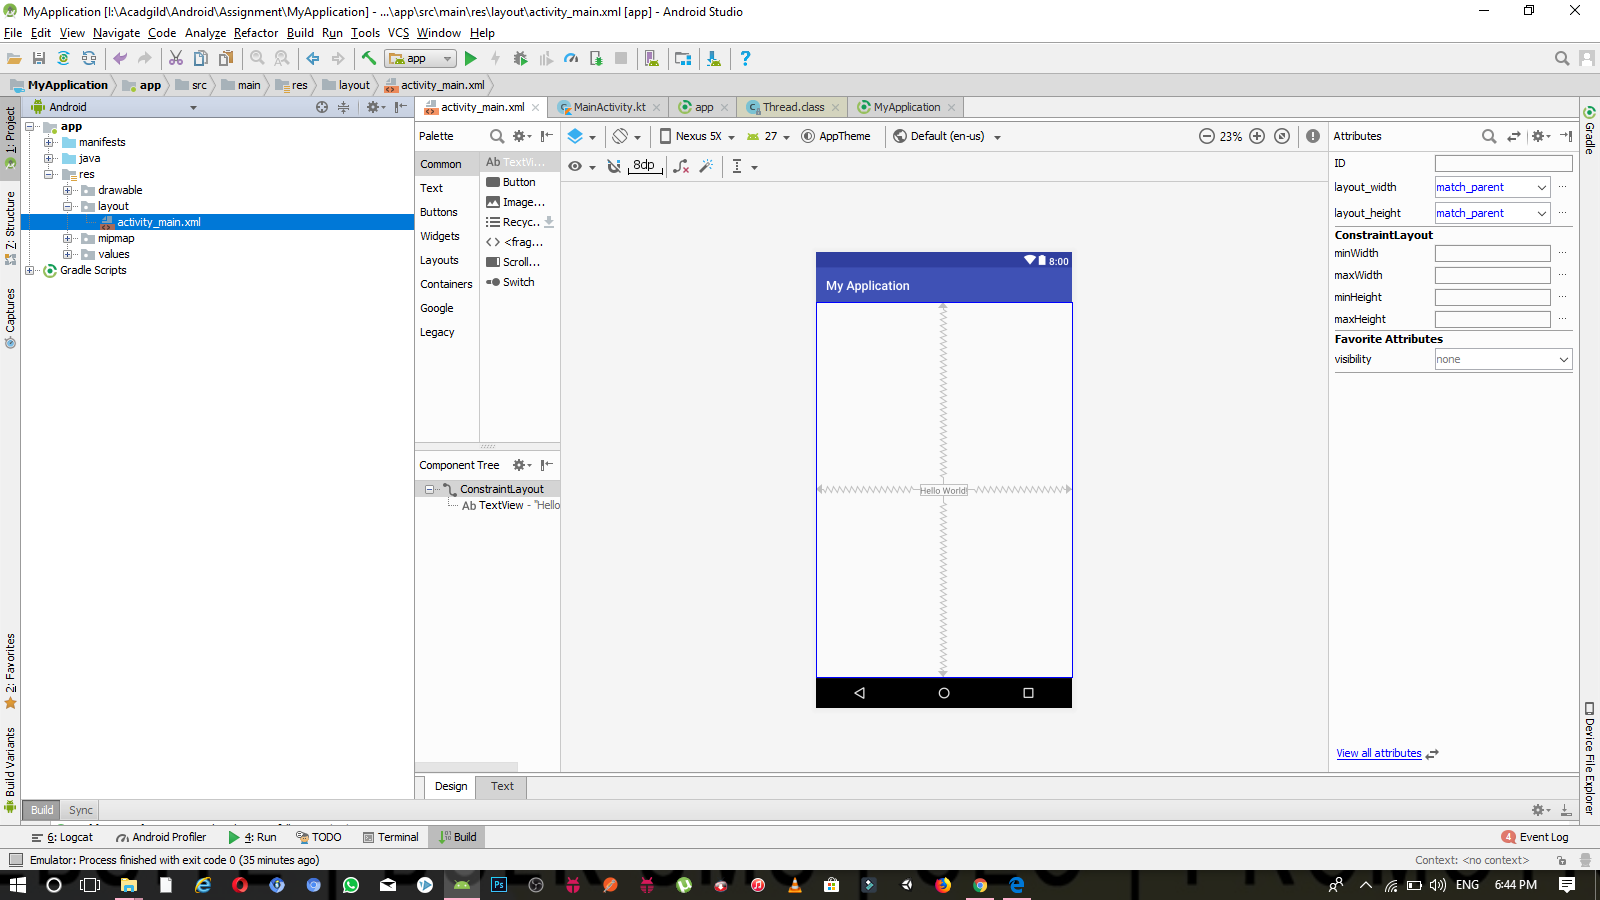 MyApplication [I:\Acadgild\Android\Assignment\MyApplication] - ...\app\src\main\res\layout\activity_main.xml [app] - Android Studio
File Edit View Navigate Code Analyze Refactor Build Run Tools VCS Window Help
app
MyApplication app src main res layout activity_main.xml
Android
activity_main.xml MainActivity.kt app Thread.class MyApplication
1: Project
7: Structure
Captures
2: Favorites
Build Variants
app
manifests
java
res
drawable
layout
activity_main.xml
mipmap
values
Gradle Scripts
Palette
Common
Text
Buttons
Widgets
Layouts
Containers
Google
Legacy
Ab TextVi...
Button
Image...
Recyc..
<frag...
Scroll...
Switch
Component Tree
ConstraintLayout
Ab TextView - "Hello
Nexus 5X 27 AppTheme Default (en-us) 23%
8dp
8:00
My Application
Hello World!
Attributes
ID
layout_width match_parent
layout_height match_parent
ConstraintLayout
minWidth
maxWidth
minHeight
maxHeight
Favorite Attributes
visibility none
View all attributes
Gradle
Device File Explorer
Design Text
Build Sync
6: Logcat Android Profiler 4: Run TODO Terminal Build
4 Event Log
Emulator: Process finished with exit code 0 (35 minutes ago)
Context: <no context>
ENG 6:44 PM